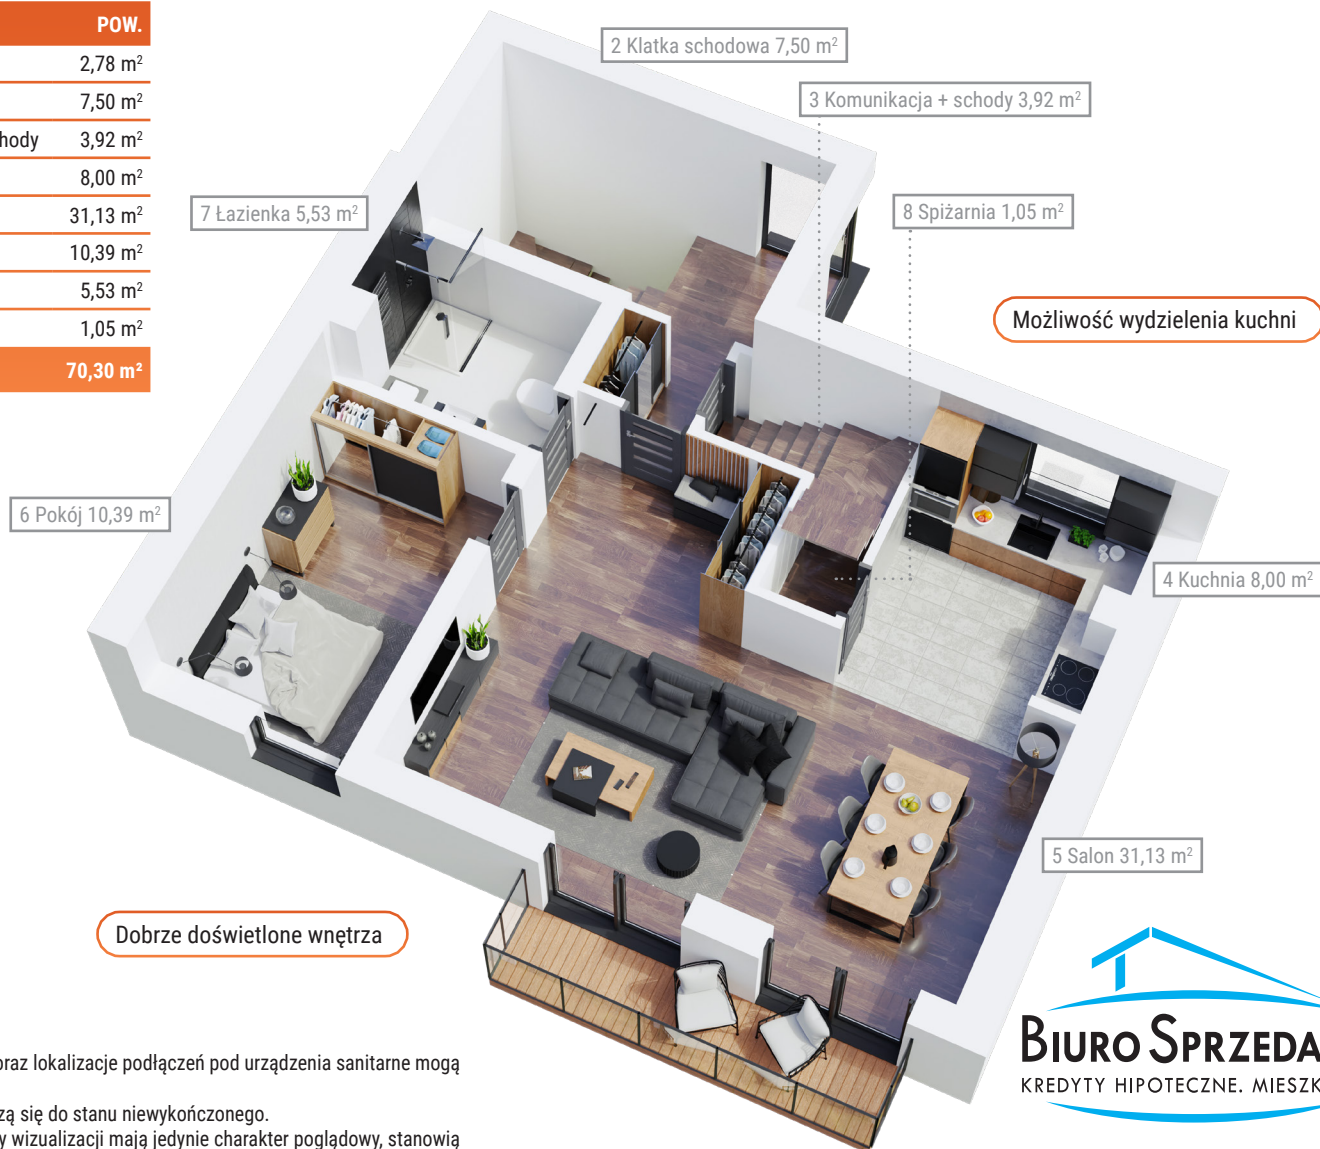 POW.
2,78 m²
7,50 m²
hody 3,92 m²
8,00 m²
31,13 m²
10,39 m²
5,53 m²
1,05 m²
70,30 m²
2 Klatka schodowa 7,50 m²
3 Komunikacja + schody 3,92 m²
7 Łazienka 5,53 m²
8 Spiżarnia 1,05 m²
Możliwość wydzielenia kuchni
6 Pokój 10,39 m²
4 Kuchnia 8,00 m²
5 Salon 31,13 m²
Dobrze doświetlone wnętrza
BIURO SPRZEDA
KREDYTY HIPOTECZNE. MIESZK
oraz lokalizacje podłączeń pod urządzenia sanitarne mogą
zą się do stanu niewykończonego.
y wizualizacji mają jedynie charakter poglądowy, stanowią